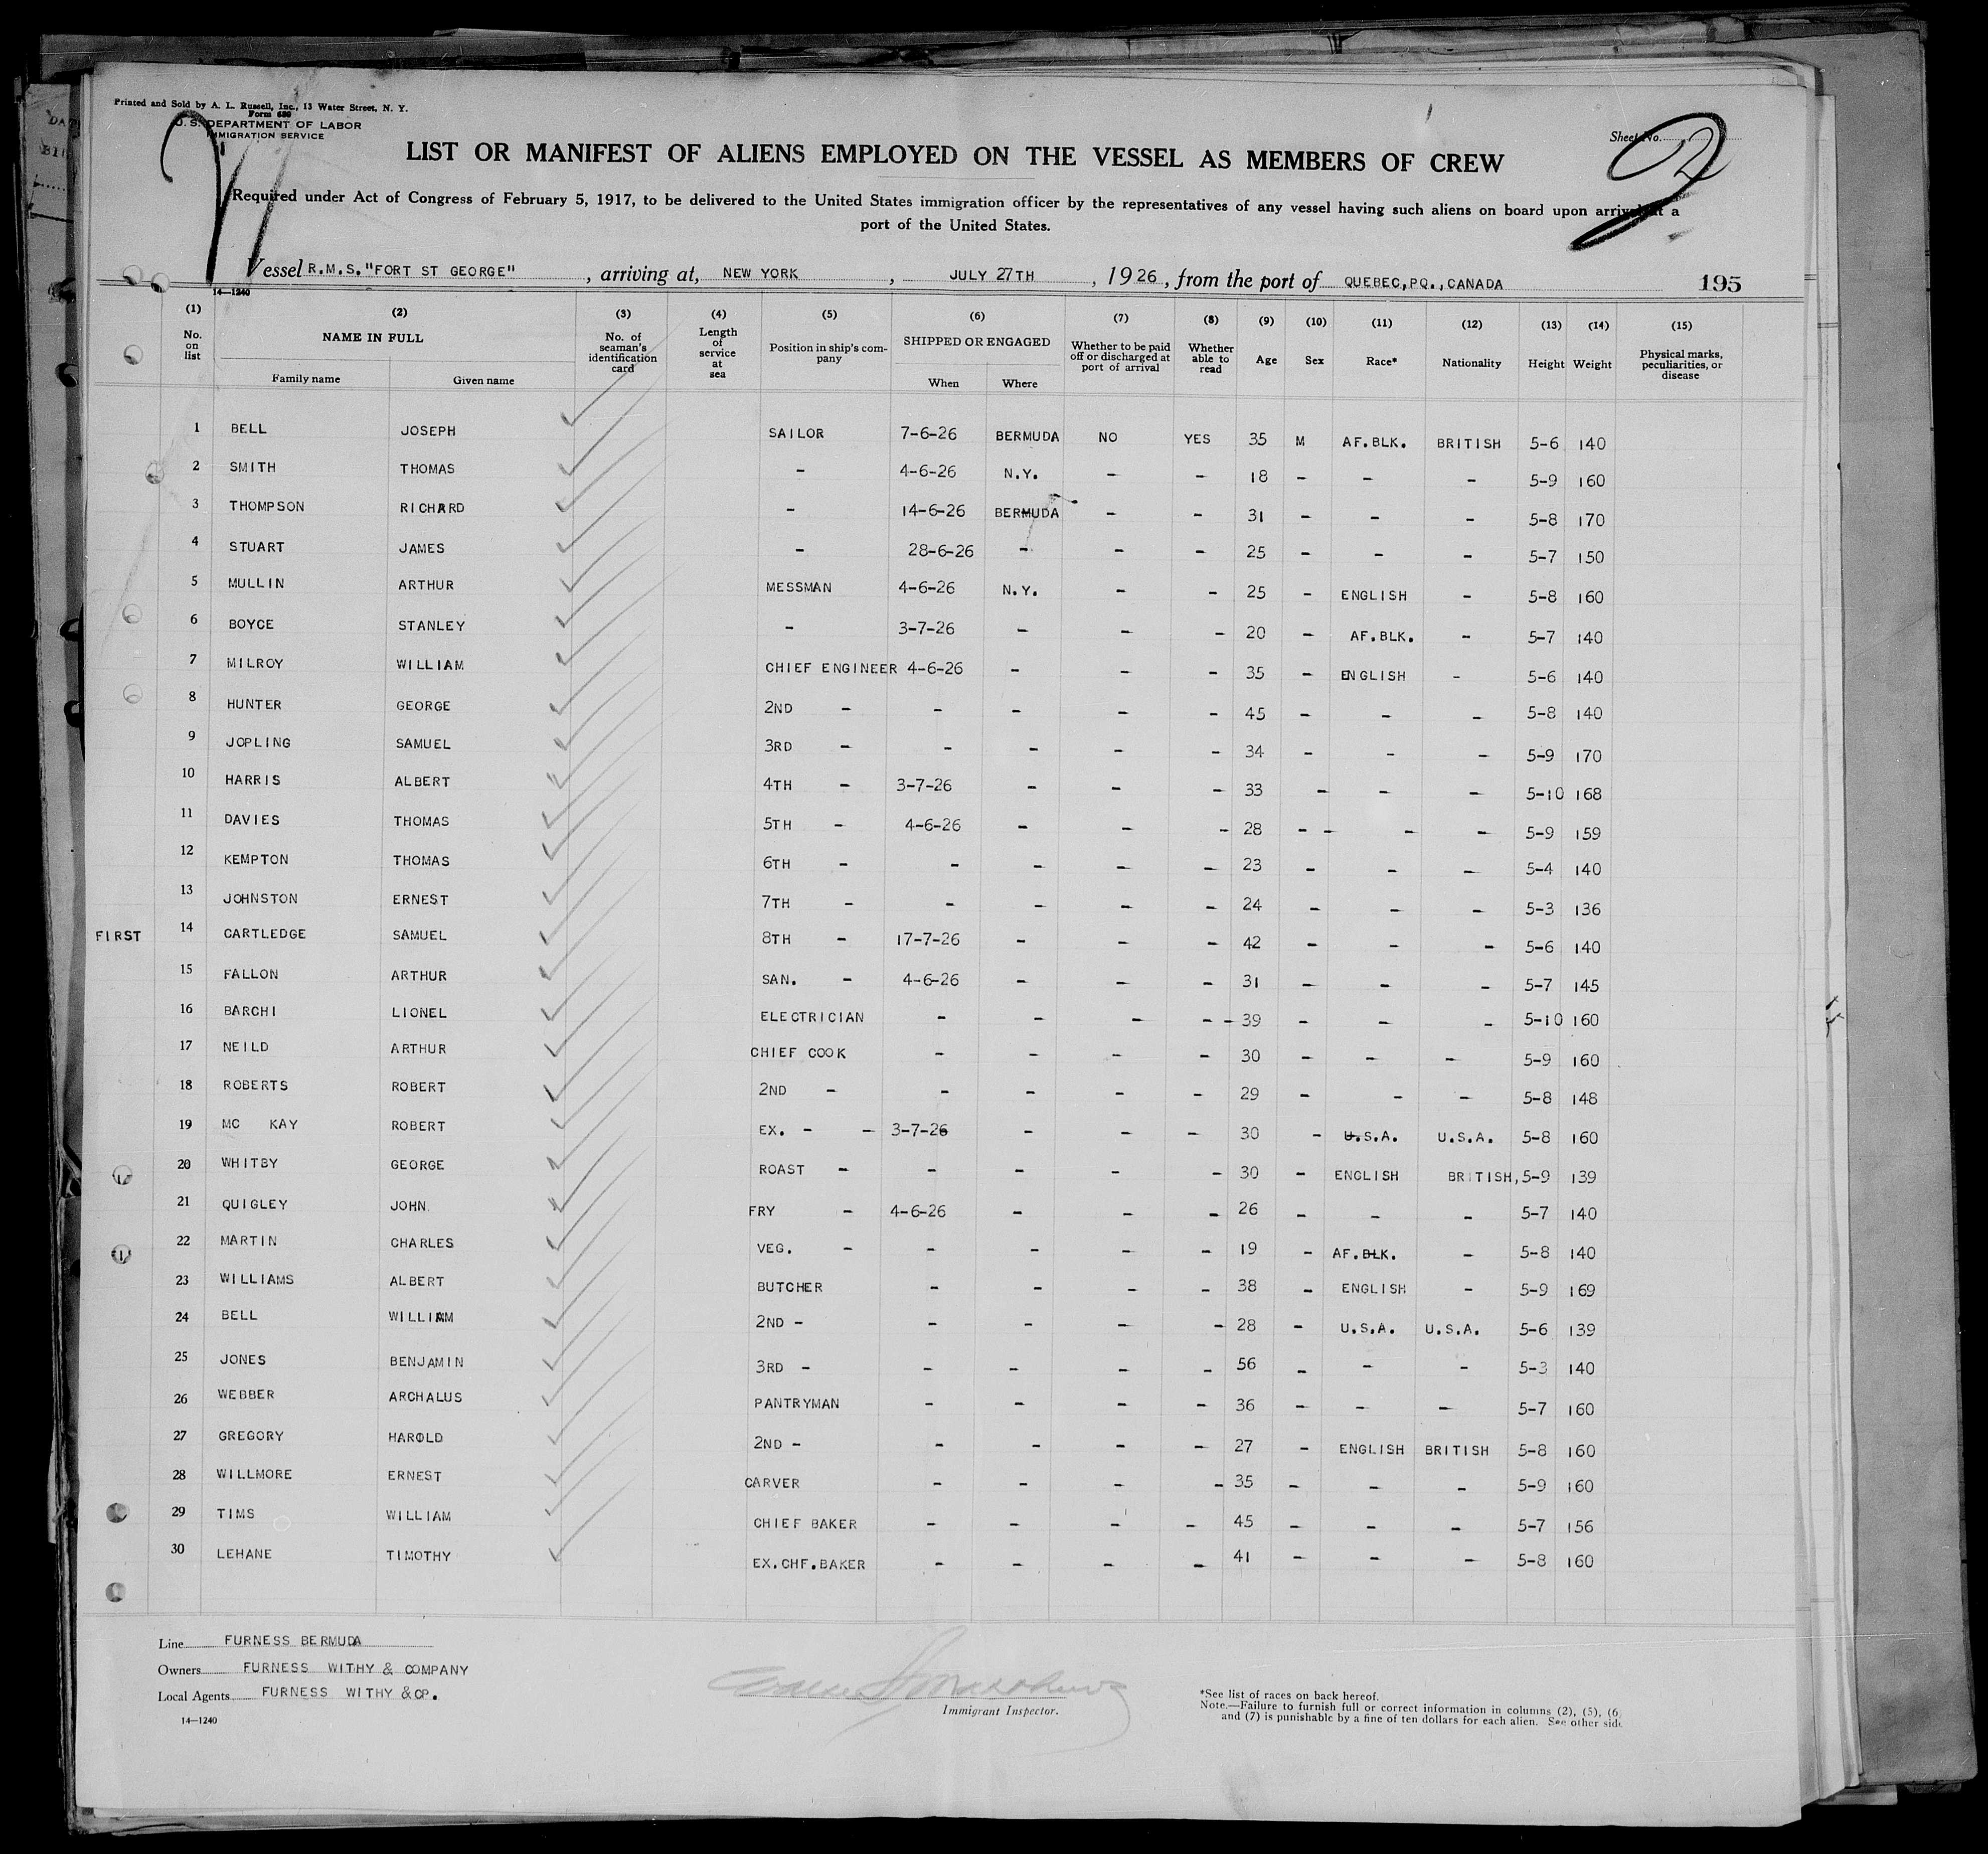 Printed and Sold by A. L. Russell, Inc., 13 Water Street, N. Y.
Form 680
U. S. DEPARTMENT OF LABOR
IMMIGRATION SERVICE
Sheet No. 2
LIST OR MANIFEST OF ALIENS EMPLOYED ON THE VESSEL AS MEMBERS OF CREW
Required under Act of Congress of February 5, 1917, to be delivered to the United States immigration officer by the representatives of any vessel having such aliens on board upon arrival at a
port of the United States.
Vessel R.M.S."FORT ST GEORGE", arriving at, NEW YORK, JULY 27TH, 1926, from the port of QUEBEC,PQ.,CANADA 195
14—1240
(1) (2) (3) (4) (5) (6) (7) (8) (9) (10) (11) (12) (13) (14) (15)
No. on list NAME IN FULL Family name Given name No. of seaman's identification card Length of service at sea Position in ship's company SHIPPED OR ENGAGED When Where Whether to be paid off or discharged at port of arrival Whether able to read Age Sex Race* Nationality Height Weight Physical marks, peculiarities, or disease
1 BELL JOSEPH SAILOR 7-6-26 BERMUDA NO YES 35 M AF.BLK. BRITISH 5-6 140
2 SMITH THOMAS - 4-6-26 N.Y. - - 18 - - - 5-9 160
3 THOMPSON RICHARD - 14-6-26 BERMUDA - - 31 - - - 5-8 170
4 STUART JAMES - 28-6-26 - - - 25 - - - 5-7 150
5 MULLIN ARTHUR MESSMAN 4-6-26 N.Y. - - 25 - ENGLISH - 5-8 160
6 BOYCE STANLEY - 3-7-26 - - - 20 - AF.BLK. - 5-7 140
7 MILROY WILLIAM CHIEF ENGINEER 4-6-26 - - - 35 - ENGLISH - 5-6 140
8 HUNTER GEORGE 2ND - - - - - 45 - - - 5-8 140
9 JOPLING SAMUEL 3RD - - - - - 34 - - - 5-9 170
10 HARRIS ALBERT 4TH - 3-7-26 - - - 33 - - - 5-10 168
11 DAVIES THOMAS 5TH - 4-6-26 - - - 28 - - - - 5-9 159
12 KEMPTON THOMAS 6TH - - - - - 23 - - - 5-4 140
13 JOHNSTON ERNEST 7TH - - - - - 24 - - - 5-3 136
FIRST 14 CARTLEDGE SAMUEL 8TH - 17-7-26 - - - 42 - - - 5-6 140
15 FALLON ARTHUR SAN. - 4-6-26 - - - 31 - - - 5-7 145
16 BARCHI LIONEL ELECTRICIAN - - - - - 39 - - - 5-10 160
17 NEILD ARTHUR CHIEF COOK - - - - 30 - - - 5-9 160
18 ROBERTS ROBERT 2ND - - - - - 29 - - - 5-8 148
19 MC KAY ROBERT EX. - - 3-7-26 - - - 30 - U.S.A. U.S.A. 5-8 160
20 WHITBY GEORGE ROAST - - - - - 30 - ENGLISH BRITISH, 5-9 139
21 QUIGLEY JOHN FRY - 4-6-26 - - - 26 - - - 5-7 140
22 MARTIN CHARLES VEG. - - - - - 19 - AF.BLK. - 5-8 140
23 WILLIAMS ALBERT BUTCHER - - - - 38 - ENGLISH - 5-9 169
24 BELL WILLIAM 2ND - - - - - 28 - U.S.A. U.S.A. 5-6 139
25 JONES BENJAMIN 3RD - - - - - 56 - - - 5-3 140
26 WEBBER ARCHALUS PANTRYMAN - - - - 36 - - - 5-7 160
27 GREGORY HAROLD 2ND - - - - - 27 - ENGLISH BRITISH 5-8 160
28 WILLMORE ERNEST CARVER - - - - 35 - - - 5-9 160
29 TIMS WILLIAM CHIEF BAKER - - - - 45 - - - 5-7 156
30 LEHANE TIMOTHY EX.CHF.BAKER - - - - 41 - - - 5-8 160
Line FURNESS BERMUDA
Owners FURNESS WITHY & COMPANY
Local Agents FURNESS WITHY &CP.
14—1240
Immigrant Inspector.
*See list of races on back hereof.
Note.—Failure to furnish full or correct information in columns (2), (5), (6,
and (7) is punishable by a fine of ten dollars for each alien. See other side